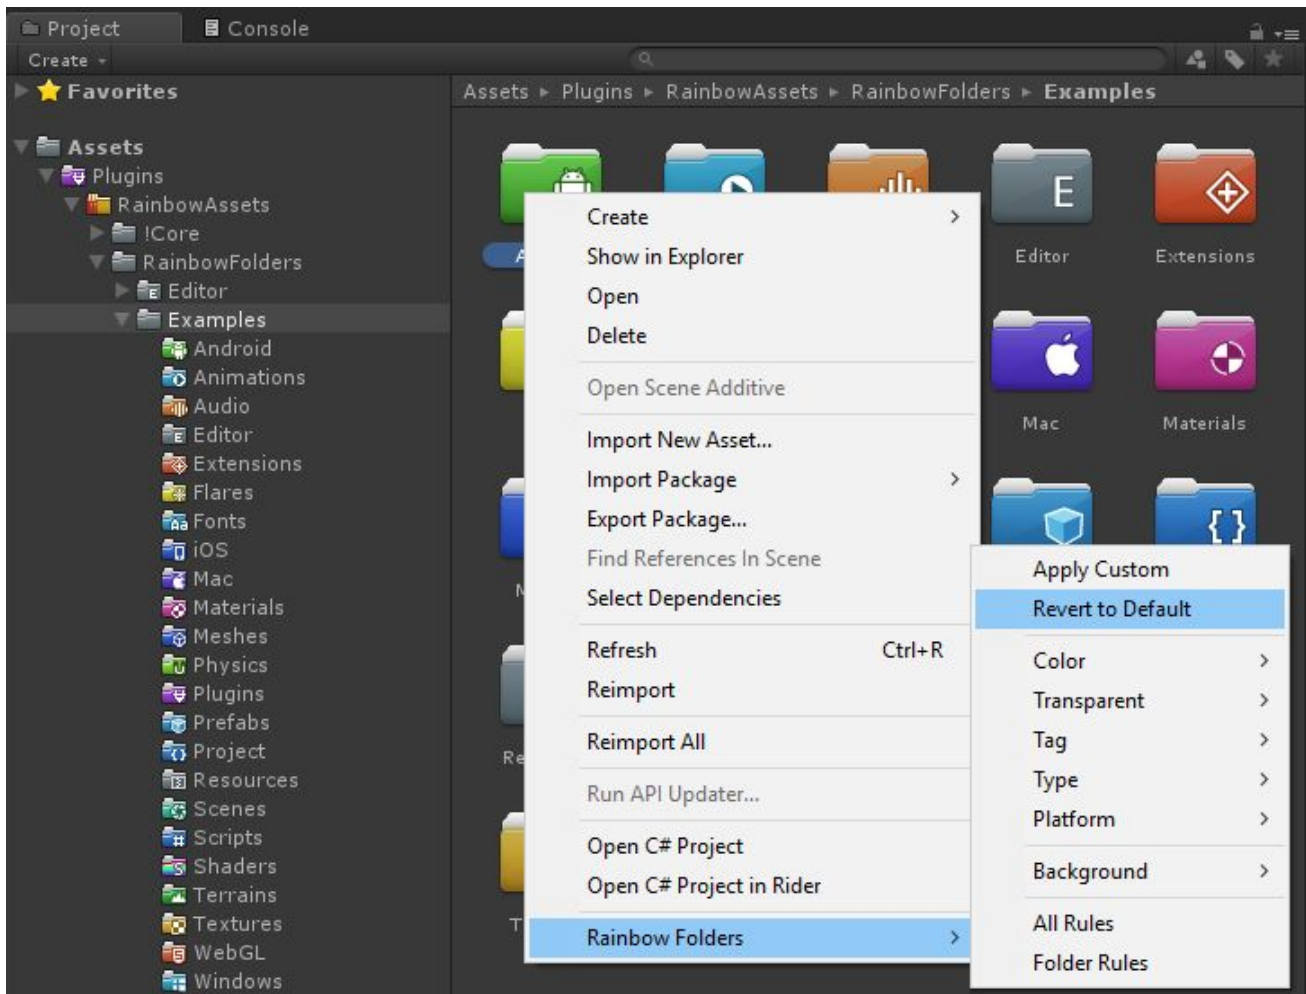 Project
Console
Create
Favorites
Assets
Plugins
RainbowAssets
!Core
RainbowFolders
Editor
Examples
Android
Animations
Audio
Editor
Extensions
Flares
Fonts
iOS
Mac
Materials
Meshes
Physics
Plugins
Prefabs
Project
Resources
Scenes
Scripts
Shaders
Terrains
Textures
WebGL
Windows
Assets ▸ Plugins ▸ RainbowAssets ▸ RainbowFolders ▸ Examples
E
Editor
Extensions
Mac
Materials
{ }
Create
Show in Explorer
Open
Delete
Open Scene Additive
Import New Asset...
Import Package
Export Package...
Find References In Scene
Select Dependencies
Refresh Ctrl+R
Reimport
Reimport All
Run API Updater...
Open C# Project
Open C# Project in Rider
Rainbow Folders
Apply Custom
Revert to Default
Color
Transparent
Tag
Type
Platform
Background
All Rules
Folder Rules